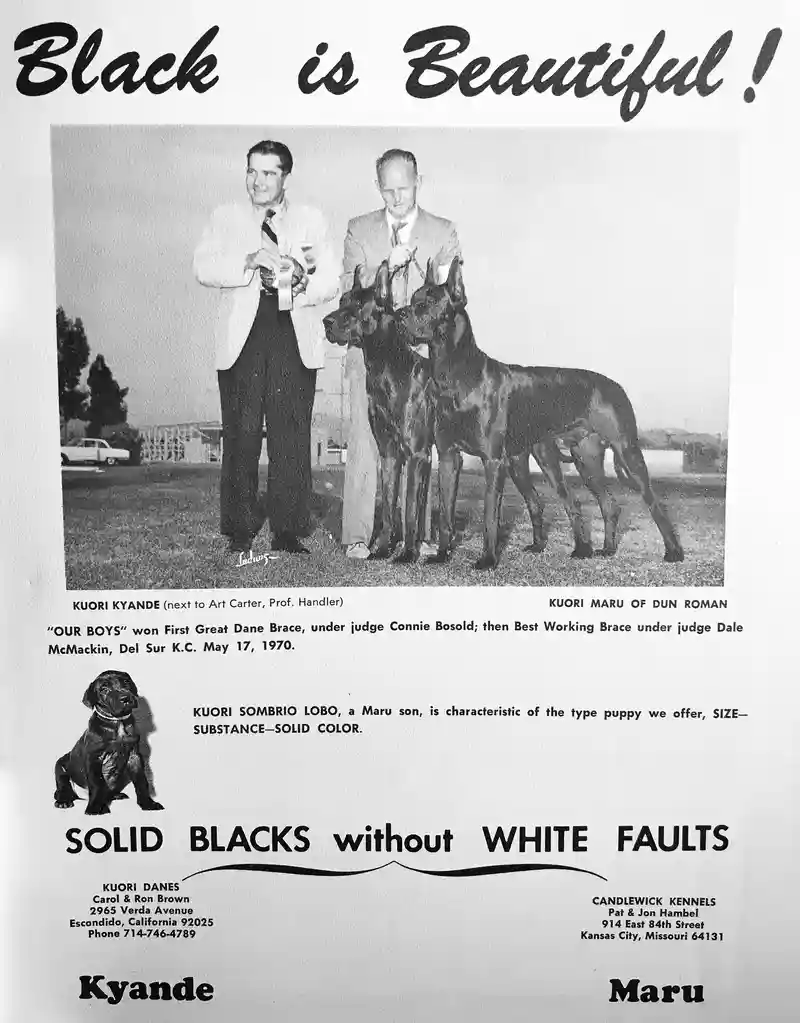 Black is Beautiful!
Ludwig
KUORI KYANDE (next to Art Carter, Prof. Handler)
KUORI MARU OF DUN ROMAN
"OUR BOYS" won First Great Dane Brace, under judge Connie Bosold; then Best Working Brace under judge Dale
McMackin, Del Sur K.C. May 17, 1970.
KUORI SOMBRIO LOBO, a Maru son, is characteristic of the type puppy we offer, SIZE—
SUBSTANCE—SOLID COLOR.
SOLID BLACKS without WHITE FAULTS
KUORI DANES
Carol & Ron Brown
2965 Verda Avenue
Escondido, California 92025
Phone 714-746-4789
CANDLEWICK KENNELS
Pat & Jon Hambel
914 East 84th Street
Kansas City, Missouri 64131
Kyande
Maru